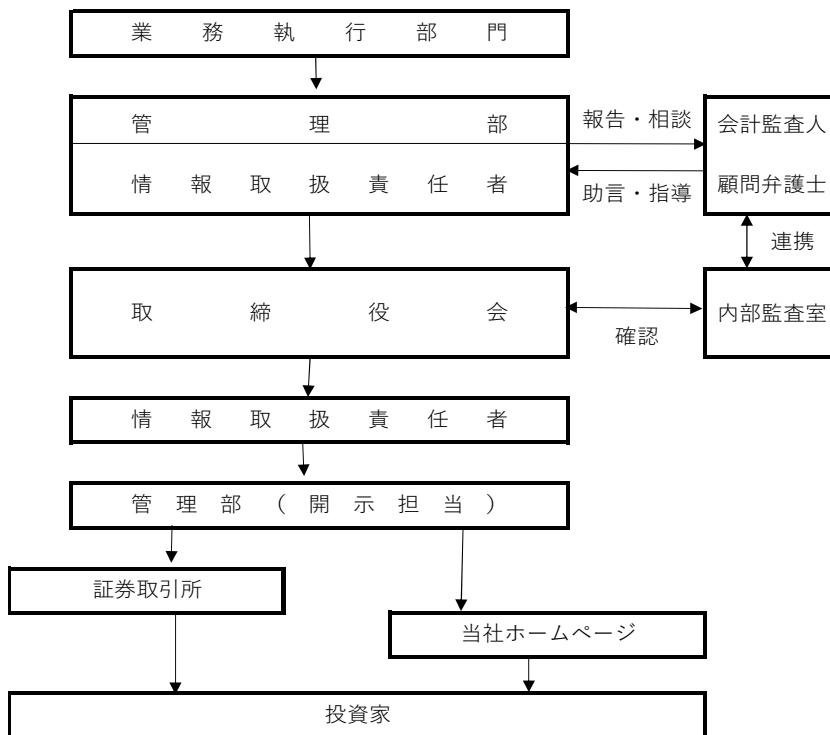 業務執行部門
管理部
報告・相談
会計監査人
情報取扱責任者
助言・指導
顧問弁護士
連携
取締役会
確認
内部監査室
情報取扱責任者
管理部(開示担当)
証券取引所
当社ホームページ
投資家